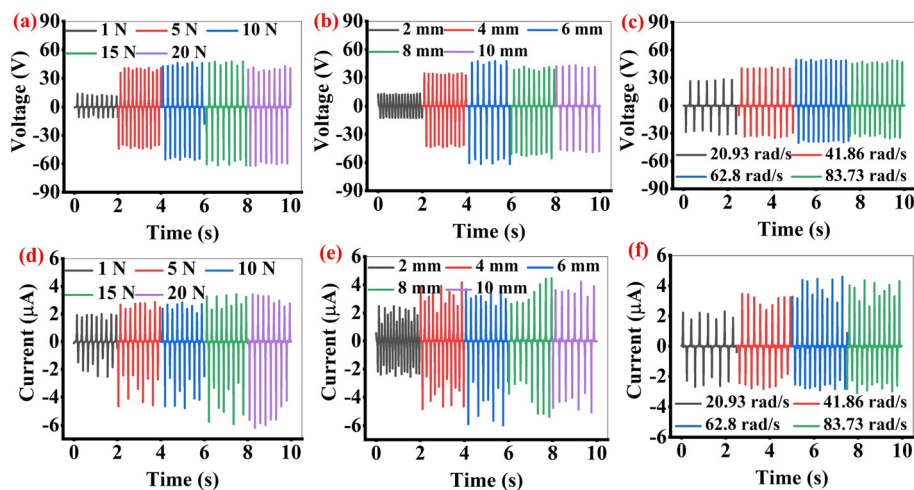 (a)
1 N 5 N 10 N
15 N 20 N
Voltage (V)
90
60
30
0
-30
-60
-90
0 2 4 6 8 10
Time (s)
(b)
2 mm 4 mm 6 mm
8 mm 10 mm
Voltage (V)
90
60
30
0
-30
-60
-90
0 2 4 6 8 10
Time (s)
(c)
Voltage (V)
90
60
30
0
-30
-60
-90
20.93 rad/s 41.86 rad/s
62.8 rad/s 83.73 rad/s
0 2 4 6 8 10
Time (s)
(d)
1 N 5 N 10 N
15 N 20 N
Current (μA)
6
4
2
0
-2
-4
-6
0 2 4 6 8 10
Time (s)
(e)
2 mm 4 mm 6 mm
8 mm 10 mm
Current (μA)
6
4
2
0
-2
-4
-6
0 2 4 6 8 10
Time (s)
(f)
Current (μA)
6
4
2
0
-2
-4
-6
20.93 rad/s 41.86 rad/s
62.8 rad/s 83.73 rad/s
0 2 4 6 8 10
Time (s)